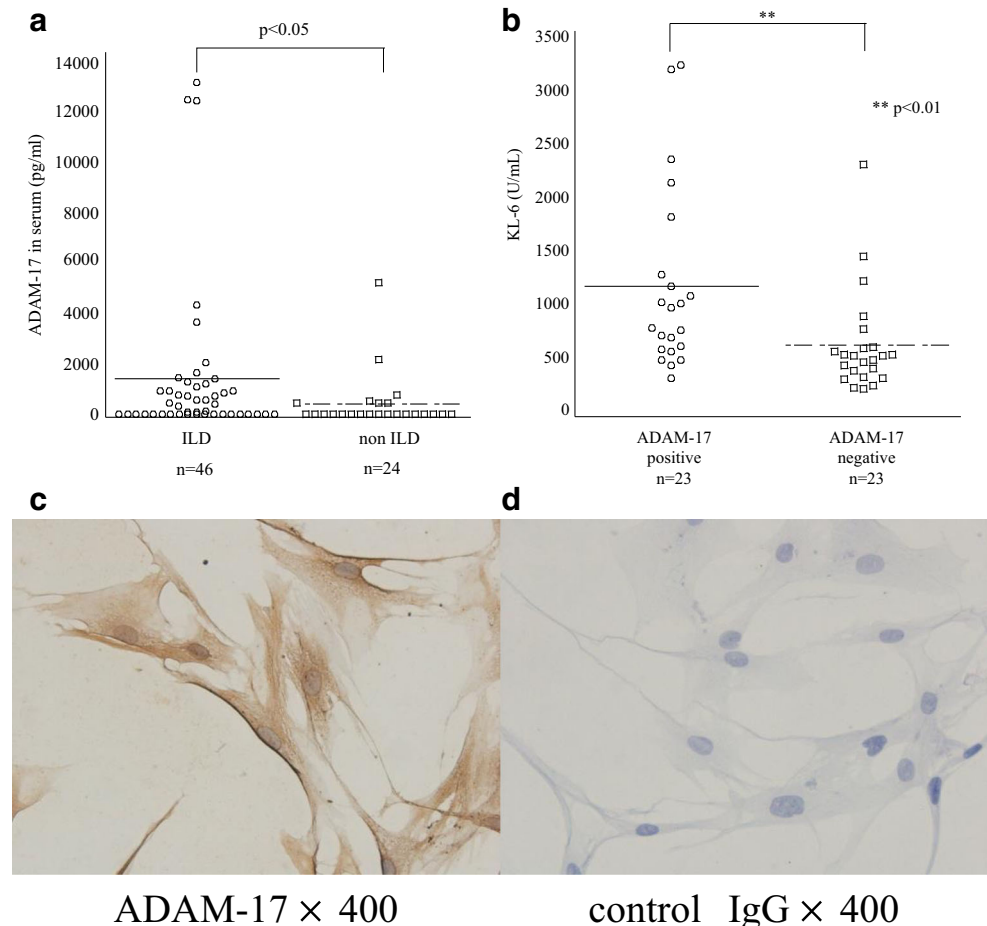 a
p<0.05
14000
12000
10000
8000
6000
4000
2000
0
ADAM-17 in serum (pg/ml)
ILD
non ILD
n=46
n=24
b
**
3500
3000
2500
2000
1500
1000
500
0
KL-6 (U/mL)
** p<0.01
ADAM-17
positive
n=23
ADAM-17
negative
n=23
c
d
ADAM-17 × 400
control IgG × 400